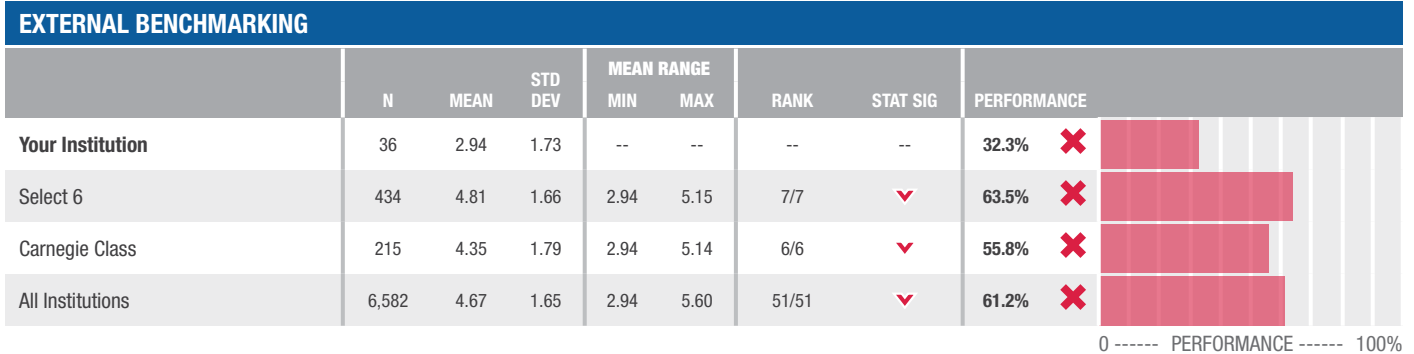 EXTERNAL BENCHMARKING
N MEAN STD DEV MEAN RANGE MIN MAX RANK STAT SIG PERFORMANCE
Your Institution 36 2.94 1.73 -- -- -- -- 32.3%
Select 6 434 4.81 1.66 2.94 5.15 7/7 63.5%
Carnegie Class 215 4.35 1.79 2.94 5.14 6/6 55.8%
All Institutions 6,582 4.67 1.65 2.94 5.60 51/51 61.2%
0 ------ PERFORMANCE ------ 100%